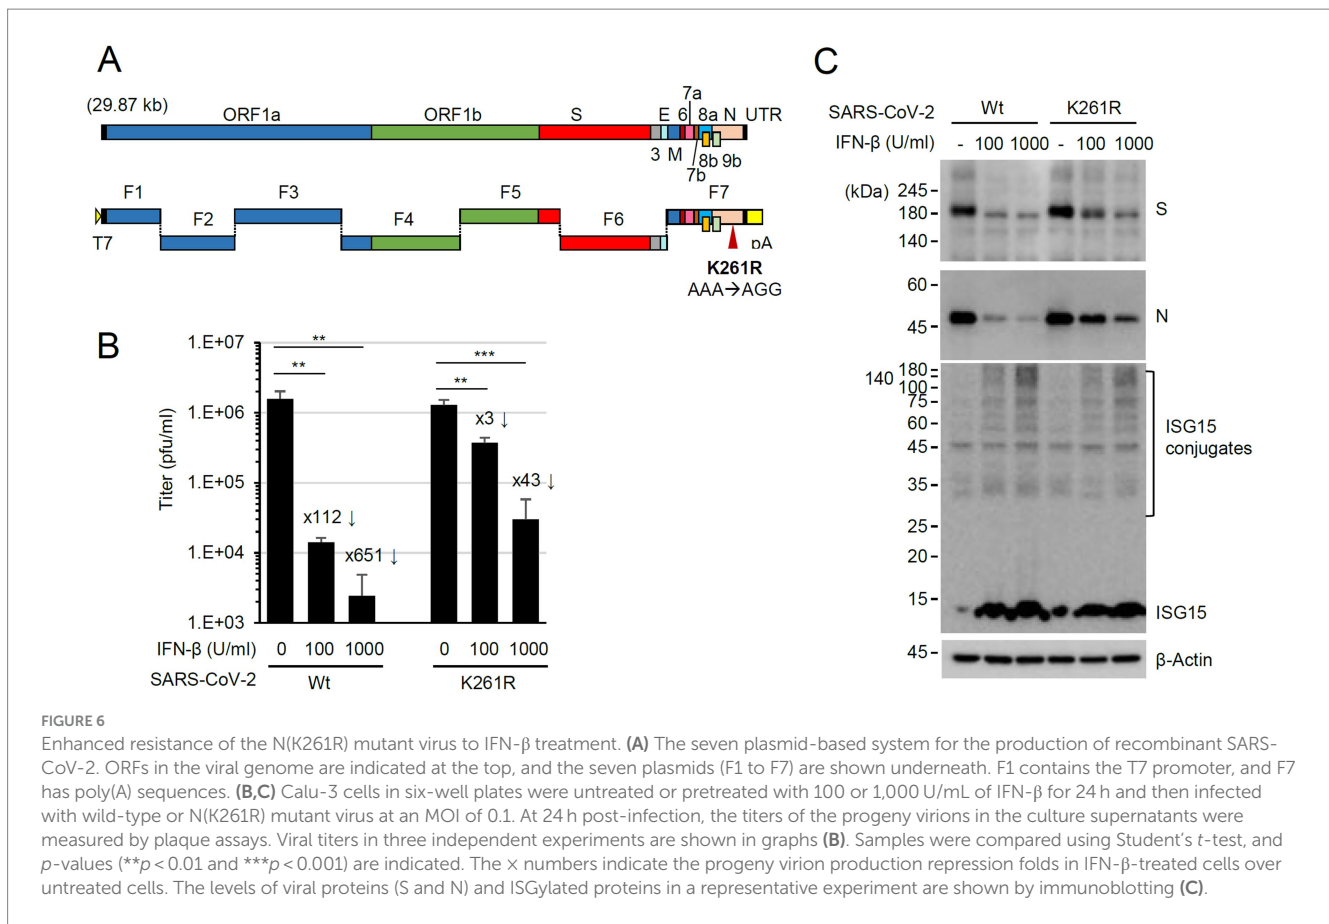 A
(29.87 kb)
ORF1a
ORF1b
S
E
7a
6
8a
N
UTR
3
M
7b
8b
9b
F1
F2
F3
F4
F5
F6
F7
T7
pA
K261R
AAA→AGG
B
Titer (pfu/ml)
1.E+07
1.E+06
1.E+05
1.E+04
1.E+03
**
**
x112 ↓
x651 ↓
***
**
x3 ↓
x43 ↓
IFN-β (U/ml) 0 100 1000 0 100 1000
SARS-CoV-2 Wt K261R
C
SARS-CoV-2 Wt K261R
IFN-β (U/ml) - 100 1000 - 100 1000
(kDa)
245
180
140
S
60
45
N
180
140
100
75
60
45
35
25
20
15
ISG15
conjugates
ISG15
45
β-Actin
FIGURE 6
Enhanced resistance of the N(K261R) mutant virus to IFN-β treatment. (A) The seven plasmid-based system for the production of recombinant SARS-
CoV-2. ORFs in the viral genome are indicated at the top, and the seven plasmids (F1 to F7) are shown underneath. F1 contains the T7 promoter, and F7
has poly(A) sequences. (B,C) Calu-3 cells in six-well plates were untreated or pretreated with 100 or 1,000 U/mL of IFN-β for 24 h and then infected
with wild-type or N(K261R) mutant virus at an MOI of 0.1. At 24 h post-infection, the titers of the progeny virions in the culture supernatants were
measured by plaque assays. Viral titers in three independent experiments are shown in graphs (B). Samples were compared using Student's t-test, and
p-values (**p < 0.01 and ***p < 0.001) are indicated. The × numbers indicate the progeny virion production repression folds in IFN-β-treated cells over
untreated cells. The levels of viral proteins (S and N) and ISGylated proteins in a representative experiment are shown by immunoblotting (C).